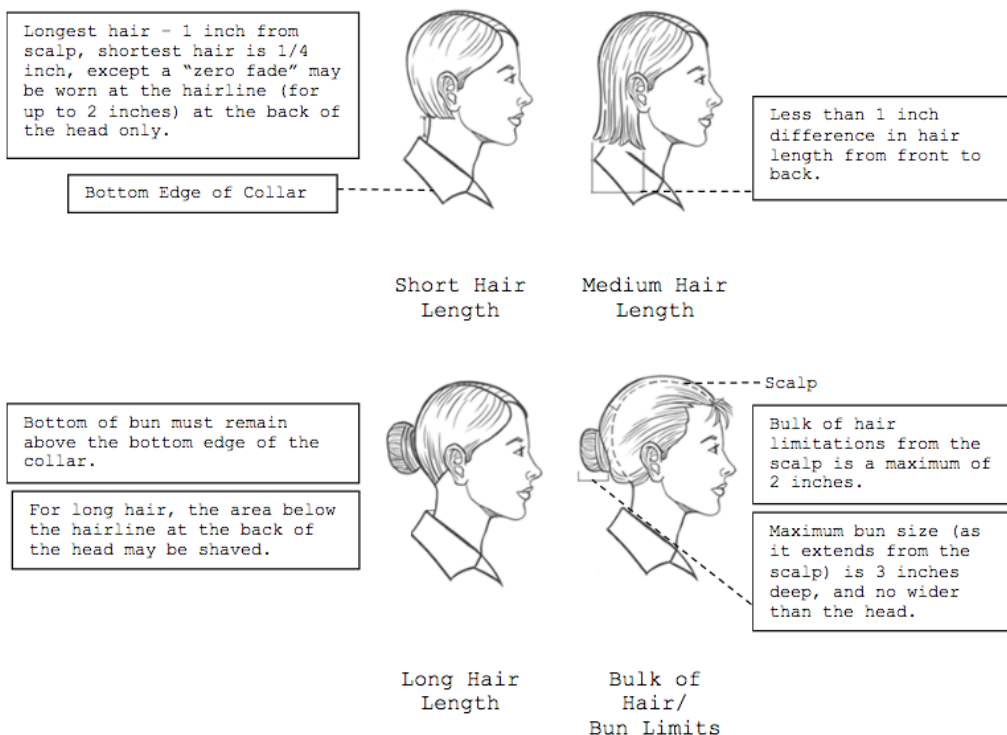 Longest hair – 1 inch from
scalp, shortest hair is 1/4
inch, except a “zero fade” may
be worn at the hairline (for
up to 2 inches) at the back of
the head only.
Bottom Edge of Collar
Less than 1 inch
difference in hair
length from front to
back.
Short Hair
Length
Medium Hair
Length
Scalp
Bottom of bun must remain
above the bottom edge of the
collar.
For long hair, the area below
the hairline at the back of
the head may be shaved.
Bulk of hair
limitations from the
scalp is a maximum of
2 inches.
Maximum bun size (as
it extends from the
scalp) is 3 inches
deep, and no wider
than the head.
Long Hair
Length
Bulk of
Hair/
Bun Limits